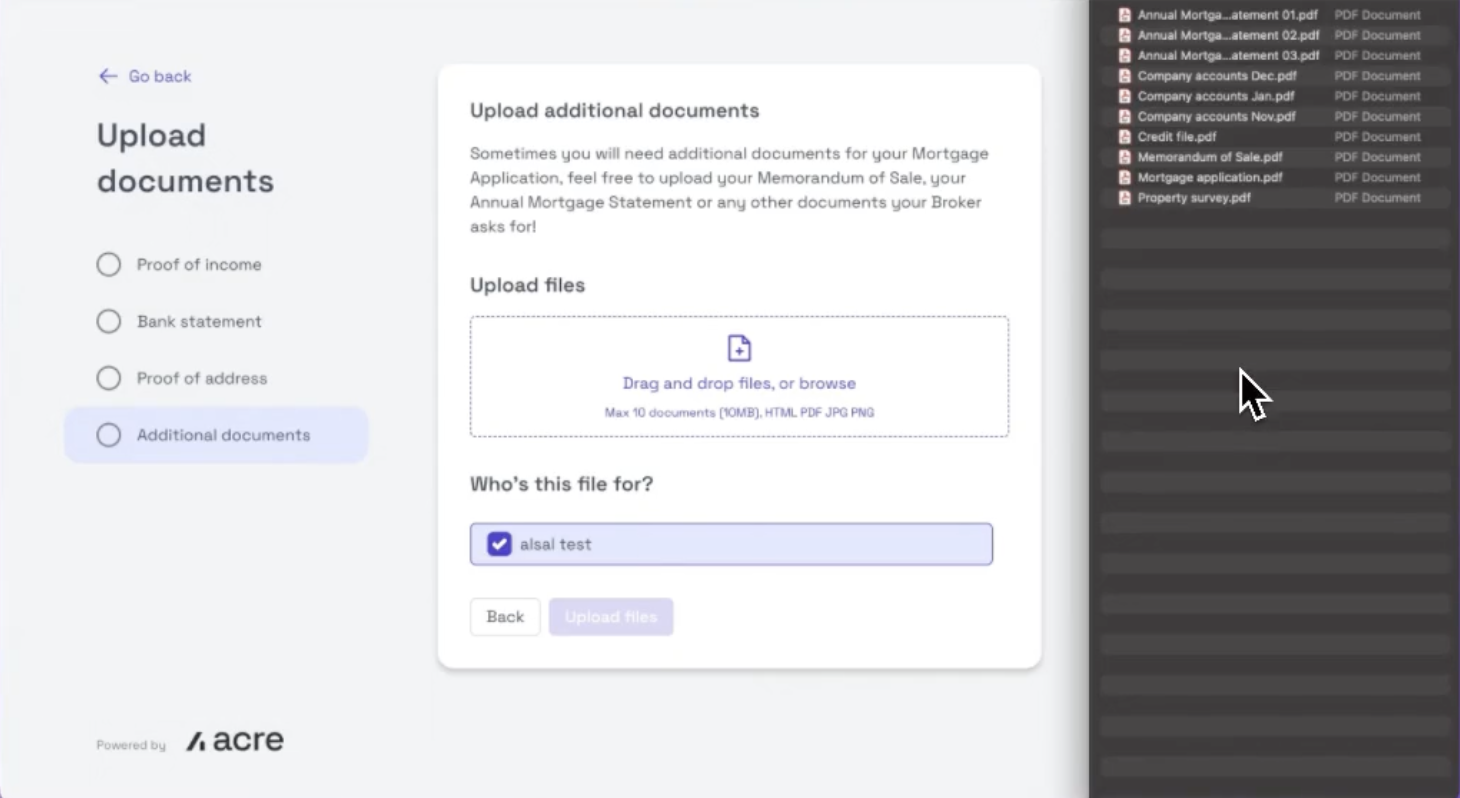 Go back
Upload
documents
Proof of income
Bank statement
Proof of address
Additional documents
Powered by acre
Upload additional documents
Sometimes you will need additional documents for your Mortgage
Application, feel free to upload your Memorandum of Sale, your
Annual Mortgage Statement or any other documents your Broker
asks for!
Upload files
Drag and drop files, or browse
Max 10 documents (10MB), HTML PDF JPG PNG
Who's this file for?
alsal test
Back Upload files
Annual Mortga...atement 01.pdf PDF Document
Annual Mortga...atement 02.pdf PDF Document
Annual Mortga...atement 03.pdf PDF Document
Company accounts Dec.pdf PDF Document
Company accounts Jan.pdf PDF Document
Company accounts Nov.pdf PDF Document
Credit file.pdf PDF Document
Memorandum of Sale.pdf PDF Document
Mortgage application.pdf PDF Document
Property survey.pdf PDF Document